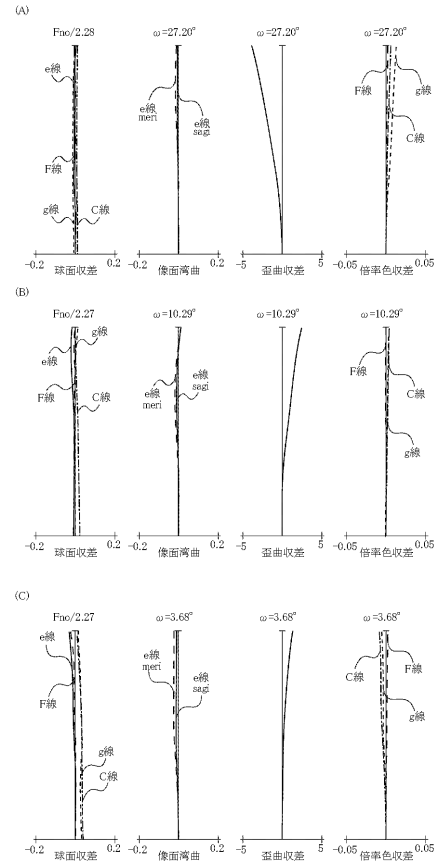 (A)
Fno/2.28
ω=27.20°
ω=27.20°
ω=27.20°
e線
F線
g線
C線
e線
meri
e線
sagi
F線
g線
C線
-0.2
球面収差
0.2
-0.2
像面湾曲
0.2
-5
歪曲収差
5
-0.05
倍率色収差
0.05
(B)
Fno/2.27
ω=10.29°
ω=10.29°
ω=10.29°
g線
e線
F線
C線
e線
meri
e線
sagi
F線
C線
g線
-0.2
球面収差
0.2
-0.2
像面湾曲
0.2
-5
歪曲収差
5
-0.05
倍率色収差
0.05
(C)
Fno/2.27
ω=3.68°
ω=3.68°
ω=3.68°
e線
F線
g線
C線
e線
meri
e線
sagi
C線
F線
g線
-0.2
球面収差
0.2
-0.2
像面湾曲
0.2
-5
歪曲収差
5
-0.05
倍率色収差
0.05